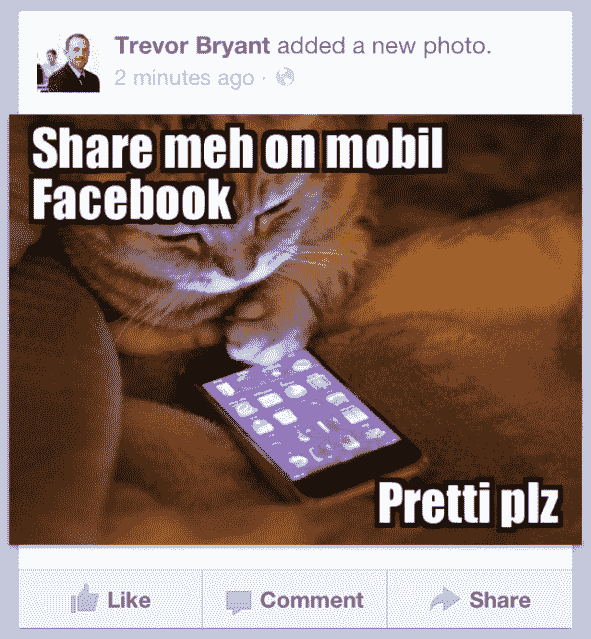 Trevor Bryant added a new photo.
2 minutes ago ·
Share meh on mobil
Facebook
Pretti plz
Like
Comment
Share